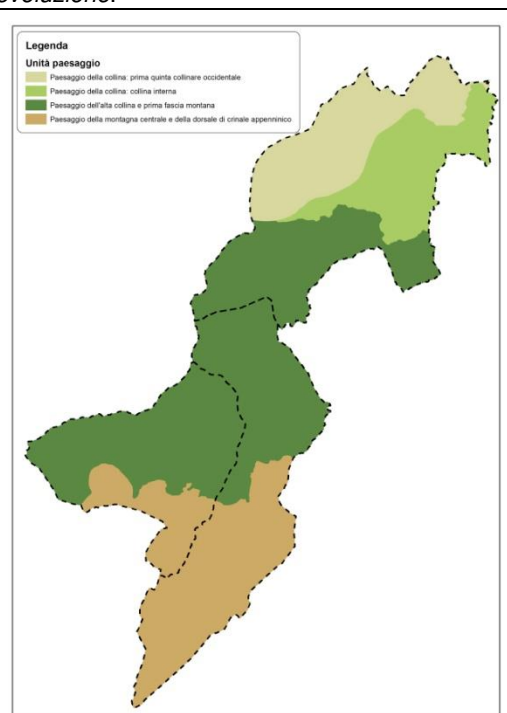 evoluzione.
Legenda
Unità paesaggio
Paesaggio della collina: prima quinta collinare occidentale
Paesaggio della collina: collina interna
Paesaggio dell'alta collina e prima fascia montana
Paesaggio della montagna centrale e della dorsale di crinale appenninico